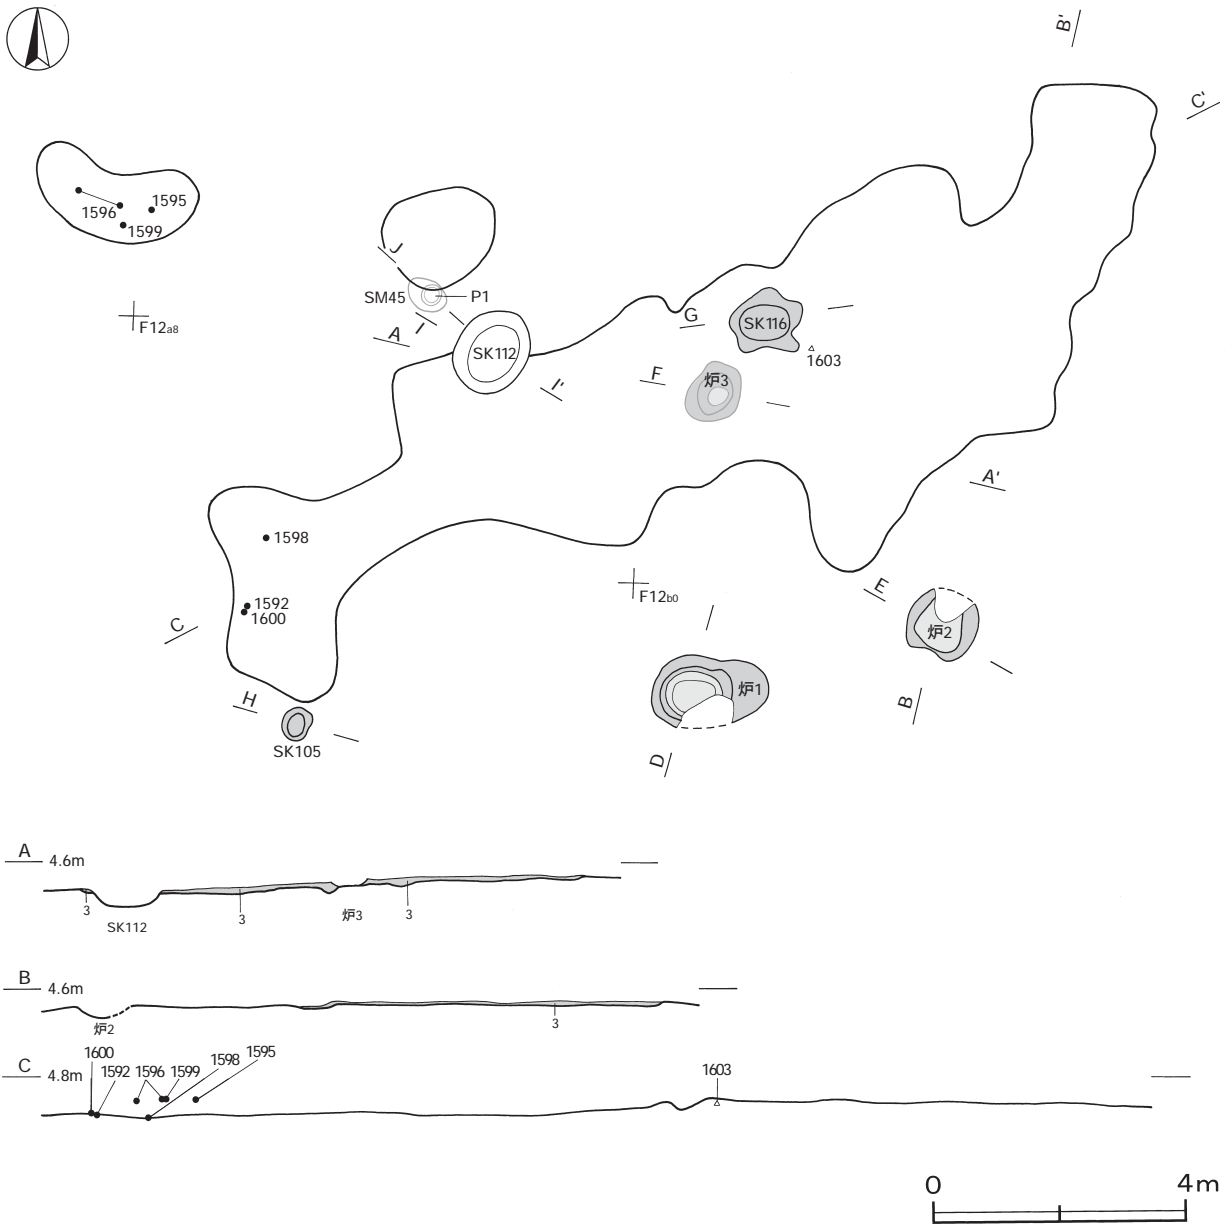 B'
C'
1595
1596
1599
J
SM45
P1
F12a8
A
I
G
SK116
SK112
1603
F
炉3
I'
A'
1598
E
F12b0
1592
1600
C
炉2
炉1
H
B
SK105
D
A
4.6m
3
3
3
炉3
SK112
B
4.6m
3
炉2
1600
1595
1598
C
4.8m
1592
1596
1599
1603
0
4m